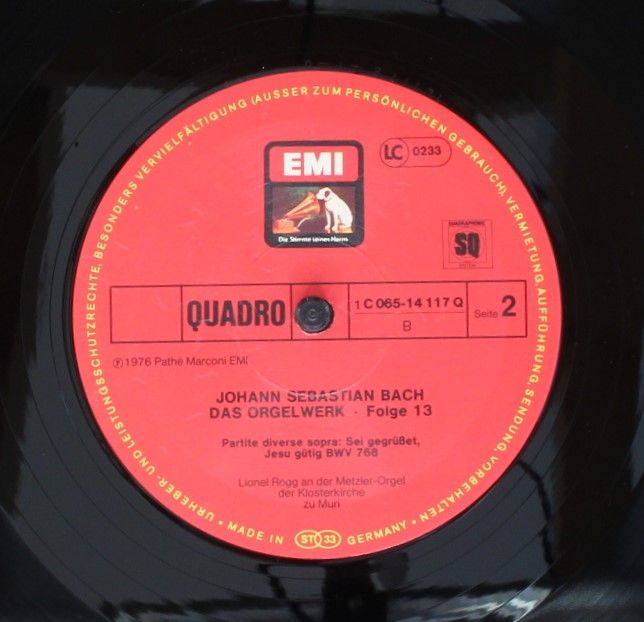 URHEBER- UND LEISTUNGSSCHUTZRECHTE, BESONDERS VERVIELFÄLTIGUNG (AUSSER ZUM PERSÖNLICHEN GEBRAUCH), VERMIETUNG, AUFFÜHRUNG, SENDUNG, VORBEHALTEN •
EMI
LC 0233
Die Stimme seines Herrn
QUADRAPHONIC
SQ
QUADRO
1 C 065-14 117 Q
B
Seite 2
Ⓟ 1976 Pathé Marconi EMI
JOHANN SEBASTIAN BACH
DAS ORGELWERK · Folge 13
Partite diverse sopra: Sei gegrüßet,
Jesu gütig BWV 768
Lionel Rogg an der Metzler-Orgel
der Klosterkirche
zu Muri
• MADE IN ST 33 GERMANY •